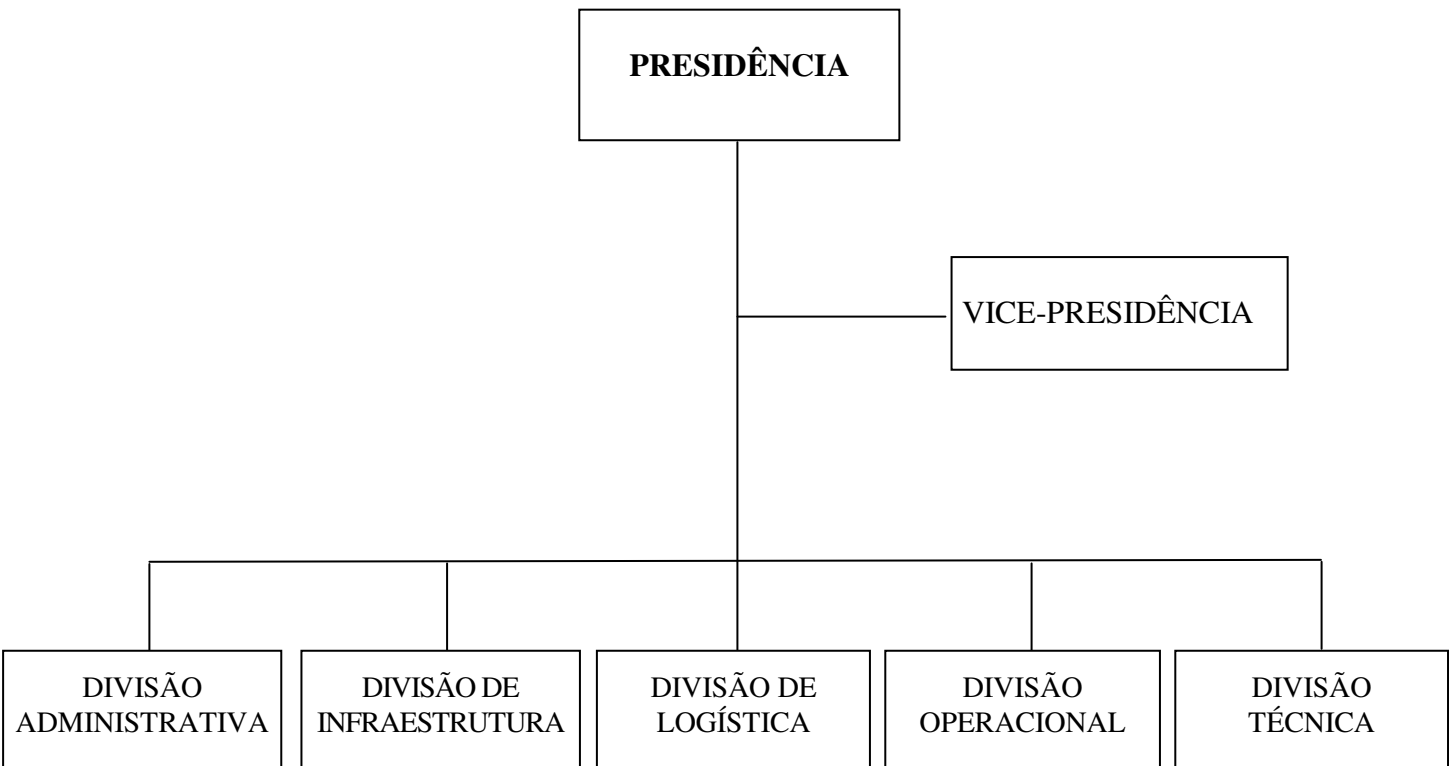 PRESIDÊNCIA
VICE-PRESIDÊNCIA
DIVISÃO
ADMINISTRATIVA
DIVISÃO DE
INFRAESTRUTURA
DIVISÃO DE
LOGÍSTICA
DIVISÃO
OPERACIONAL
DIVISÃO
TÉCNICA